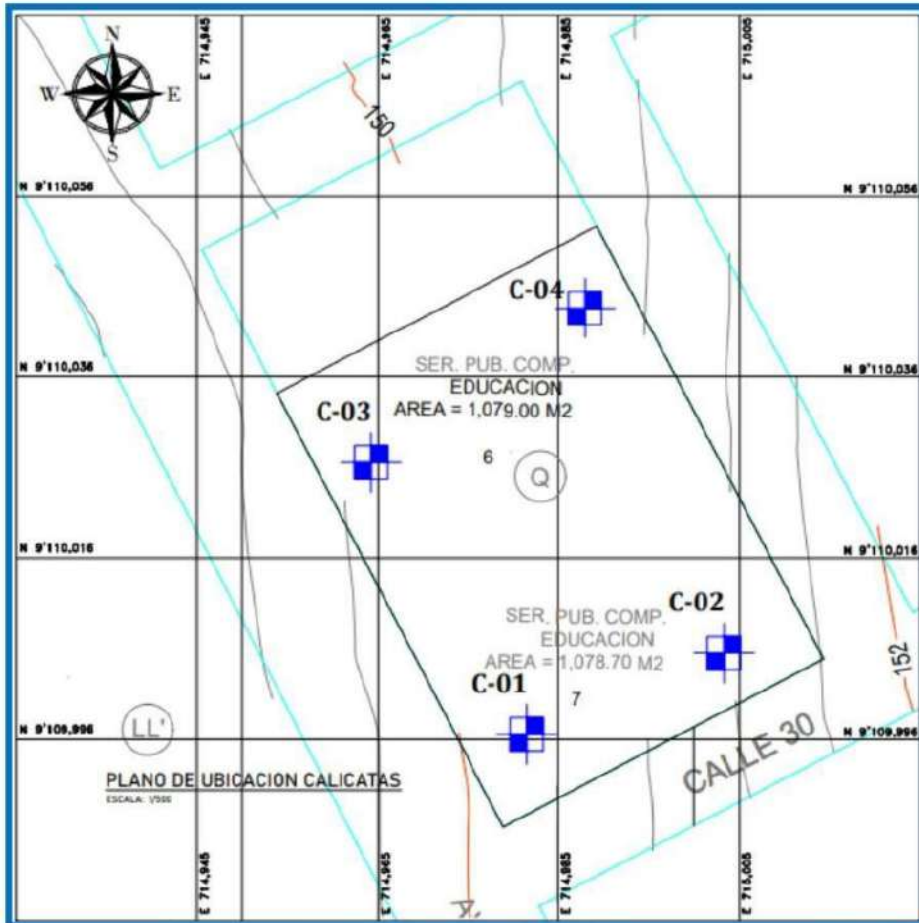 N
W
E
S
E 714,945
E 714,965
E 714,985
E 715,005
150
N 9'110,056
N 9'110,056
C-04
SER. PUB. COMP.
EDUCACION
AREA = 1,079.00 M2
N 9'110,036
N 9'110,036
C-03
6
Q
N 9'110,016
N 9'110,016
C-02
SER. PUB. COMP.
EDUCACION
AREA = 1,078.70 M2
C-01
7
152
LL'
N 9'109,996
N 9'109,996
CALLE 30
PLANO DE UBICACION CALICATAS
E 714,945
E 714,965
E 714,985
E 715,005